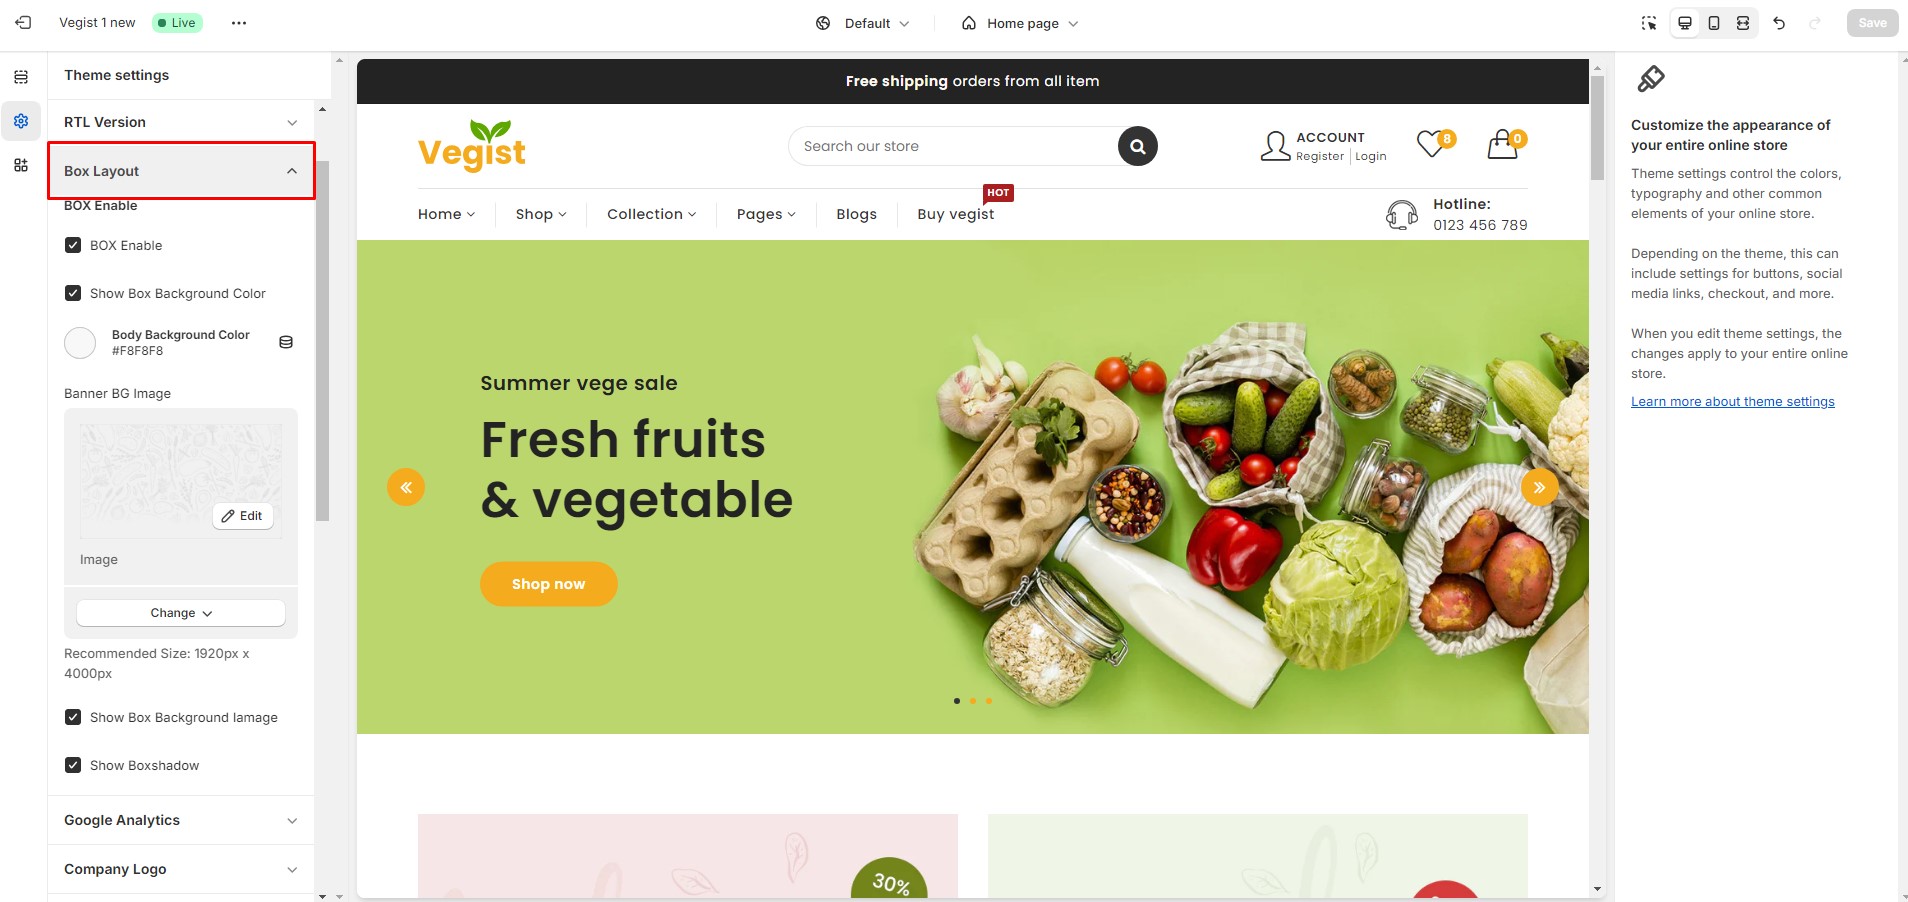 Vegist 1 new
Live
Default
Home page
Save
Theme settings
RTL Version
Box Layout
BOX Enable
BOX Enable
Show Box Background Color
Body Background Color
#F8F8F8
Banner BG Image
Edit
Image
Change
Recommended Size: 1920px x
4000px
Show Box Background Iamage
Show Boxshadow
Google Analytics
Company Logo
Free shipping orders from all item
Vegist
Search our store
ACCOUNT
Register Login
8
0
HOT
Home
Shop
Collection
Pages
Blogs
Buy vegist
Hotline:
0123 456 789
Summer vege sale
Fresh fruits
& vegetable
Shop now
30%
Customize the appearance of
your entire online store
Theme settings control the colors,
typography and other common
elements of your online store.
Depending on the theme, this can
include settings for buttons, social
media links, checkout, and more.
When you edit theme settings, the
changes apply to your entire online
store.
Learn more about theme settings